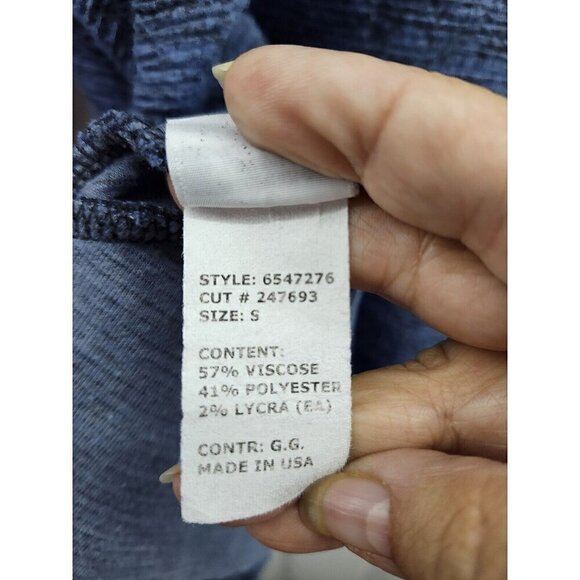 STYLE: 6547276
CUT # 247693
SIZE: S
CONTENT:
57% VISCOSE
41% POLYESTER
2% LYCRA (EA)
CONTR: G.G.
MADE IN USA